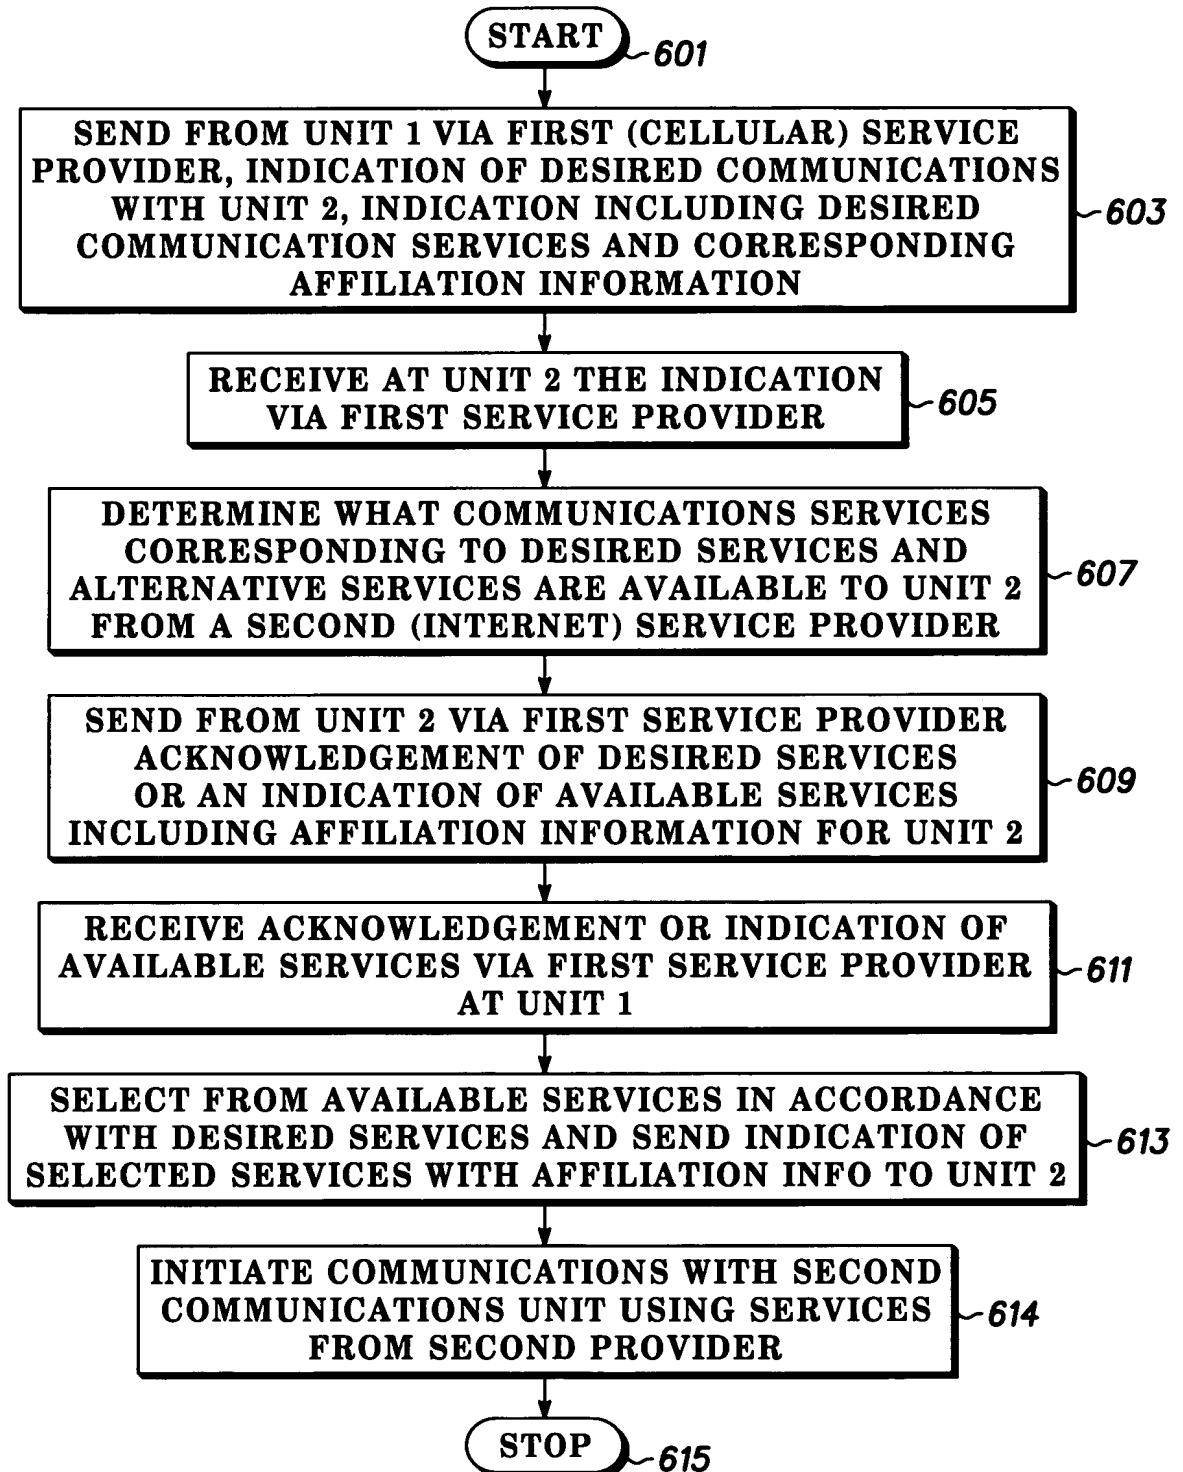 START
601
SEND FROM UNIT 1 VIA FIRST (CELLULAR) SERVICE
PROVIDER, INDICATION OF DESIRED COMMUNICATIONS
WITH UNIT 2, INDICATION INCLUDING DESIRED
COMMUNICATION SERVICES AND CORRESPONDING
AFFILIATION INFORMATION
603
RECEIVE AT UNIT 2 THE INDICATION
VIA FIRST SERVICE PROVIDER
605
DETERMINE WHAT COMMUNICATIONS SERVICES
CORRESPONDING TO DESIRED SERVICES AND
ALTERNATIVE SERVICES ARE AVAILABLE TO UNIT 2
FROM A SECOND (INTERNET) SERVICE PROVIDER
607
SEND FROM UNIT 2 VIA FIRST SERVICE PROVIDER
ACKNOWLEDGEMENT OF DESIRED SERVICES
OR AN INDICATION OF AVAILABLE SERVICES
INCLUDING AFFILIATION INFORMATION FOR UNIT 2
609
RECEIVE ACKNOWLEDGEMENT OR INDICATION OF
AVAILABLE SERVICES VIA FIRST SERVICE PROVIDER
AT UNIT 1
611
SELECT FROM AVAILABLE SERVICES IN ACCORDANCE
WITH DESIRED SERVICES AND SEND INDICATION OF
SELECTED SERVICES WITH AFFILIATION INFO TO UNIT 2
613
INITIATE COMMUNICATIONS WITH SECOND
COMMUNICATIONS UNIT USING SERVICES
FROM SECOND PROVIDER
614
STOP
615